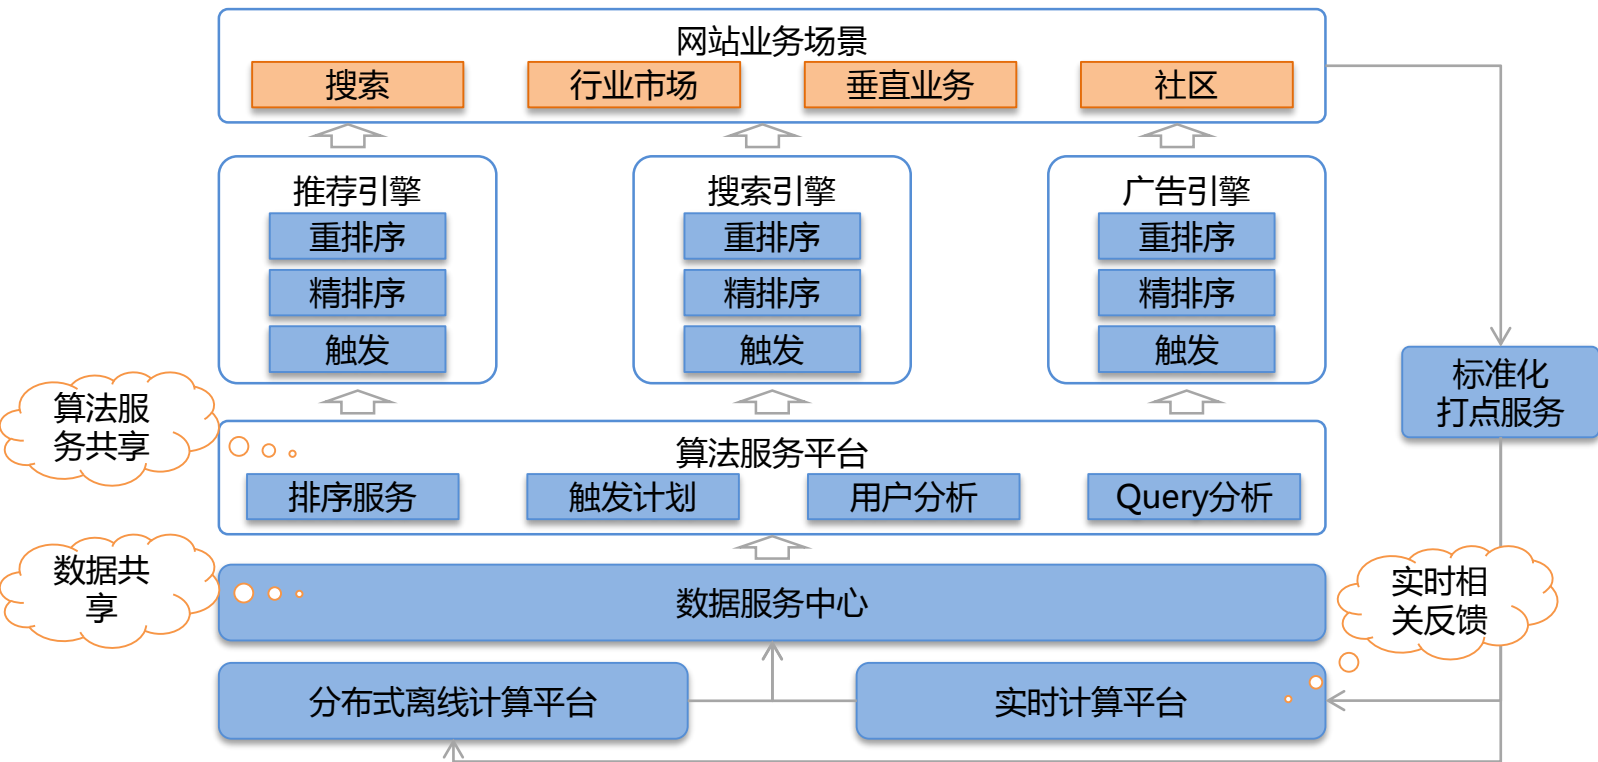 网站业务场景
搜索
行业市场
垂直业务
社区
推荐引擎
重排序
精排序
触发
搜索引擎
重排序
精排序
触发
广告引擎
重排序
精排序
触发
标准化
打点服务
算法服
务共享
算法服务平台
排序服务
触发计划
用户分析
Query分析
数据共
享
数据服务中心
实时相
关反馈
分布式离线计算平台
实时计算平台